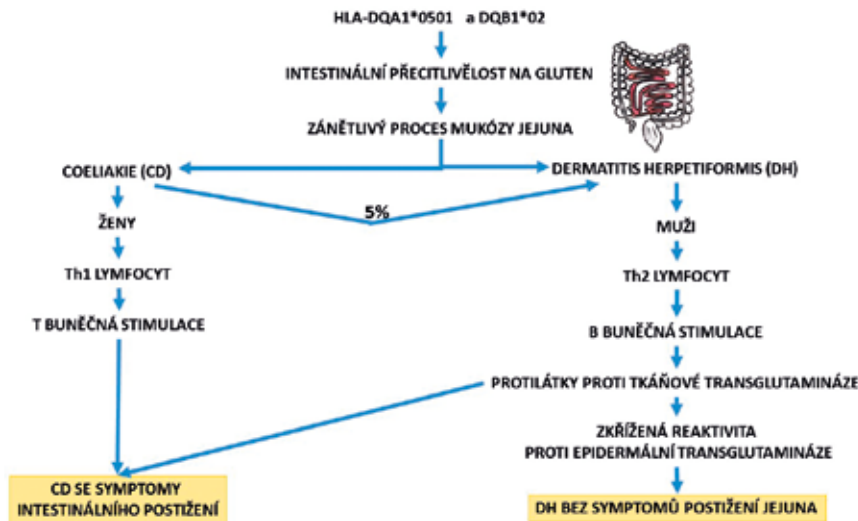 HLA-DQA1*0501 a DQB1*02
INTESTINÁLNÍ PŘECITLIVĚLOST NA GLUTEN
ZÁNĚTLIVÝ PROCES MUKÓZY JEJUNA
COELIAKIE (CD)
DERMATITIS HERPETIFORMIS (DH)
5%
ŽENY
MUŽI
Th1 LYMFOCYT
Th2 LYMFOCYT
T BUNĚČNÁ STIMULACE
B BUNĚČNÁ STIMULACE
PROTILÁTKY PROTI TKÁŇOVÉ TRANSGLUTAMINÁZE
ZKŘÍŽENÁ REAKTIVITA
PROTI EPIDERMÁLNÍ TRANSGLUTAMINÁZE
CD SE SYMPTOMY
INTESTINÁLNÍHO POSTIŽENÍ
DH BEZ SYMPTOMŮ POSTIŽENÍ JEJUNA